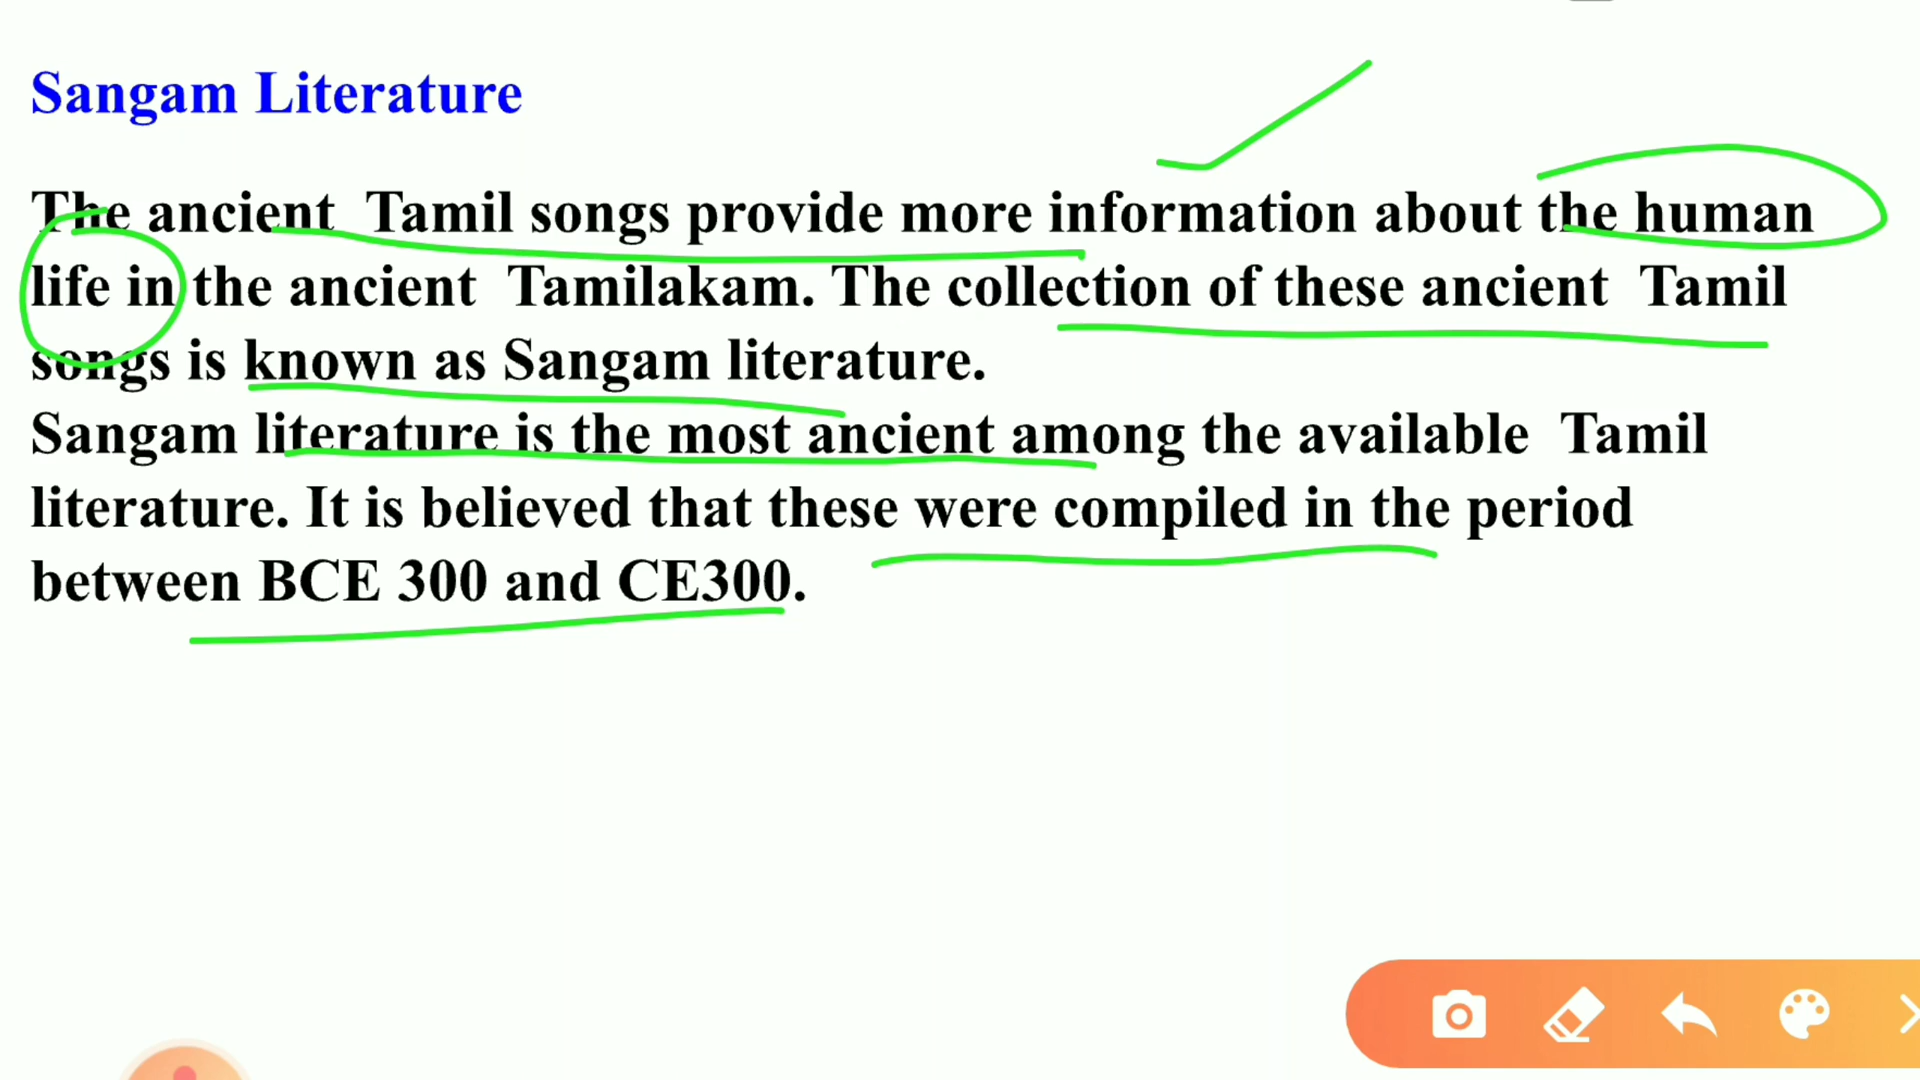 Sangam Literature
The ancient Tamil songs provide more information about the human
life in the ancient Tamilakam. The collection of these ancient Tamil
songs is known as Sangam literature.
Sangam literature is the most ancient among the available Tamil
literature. It is believed that these were compiled in the period
between BCE 300 and CE300.